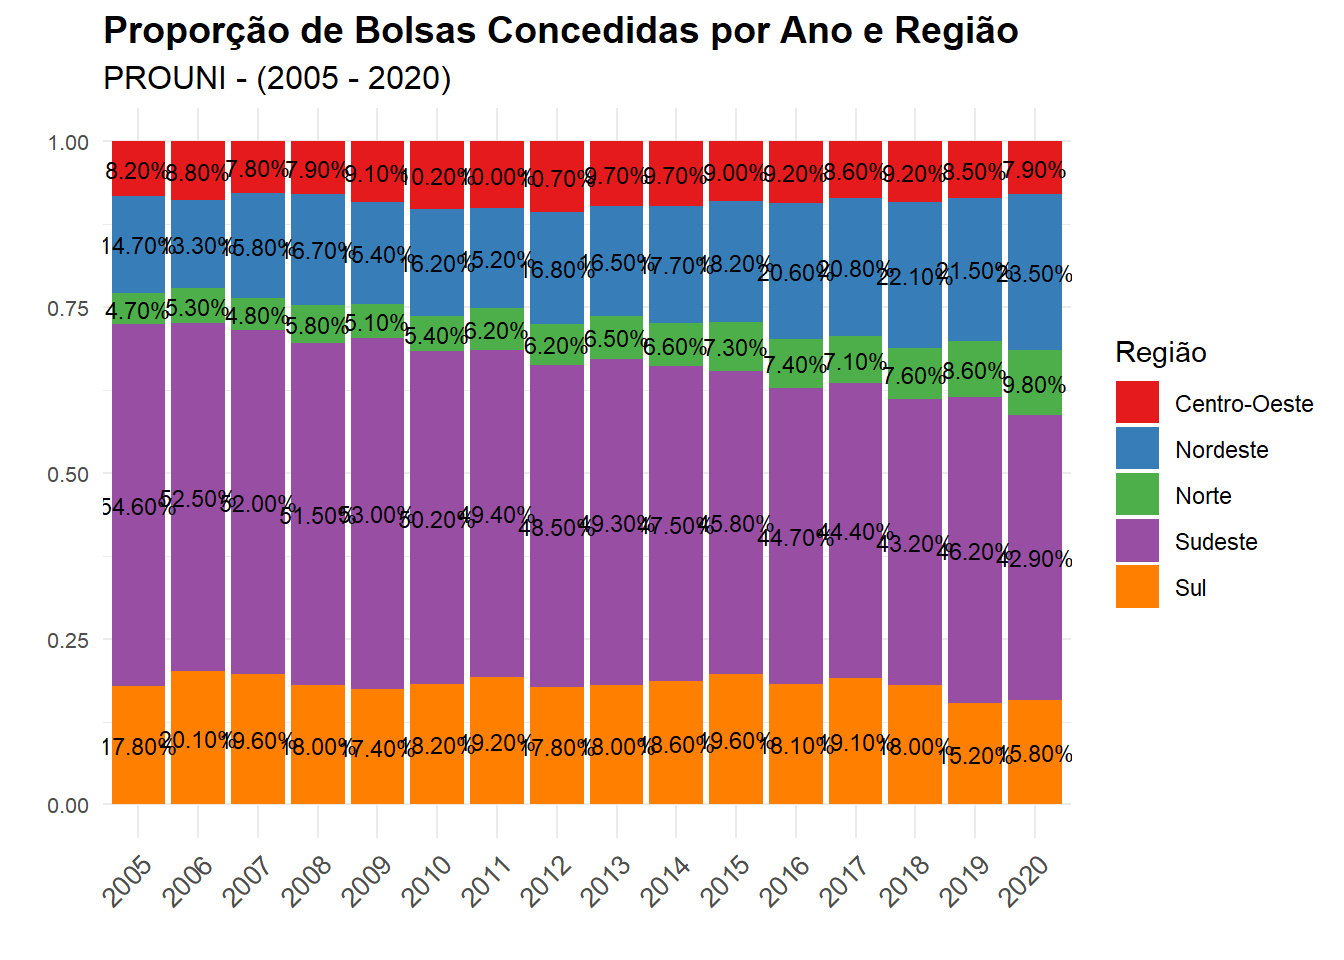 Proporção de Bolsas Concedidas por Ano e Região
PROUNI - (2005 - 2020)
1.00
0.75
0.50
0.25
0.00
8.20% 8.80% 7.80% 7.90% 9.10% 10.20% 10.00% 10.70% 9.70% 9.70% 9.00% 9.20% 8.60% 9.20% 8.50% 7.90%
14.70% 13.30% 15.80% 16.70% 15.40% 16.20% 15.20% 16.80% 16.50% 17.70% 18.20% 20.60% 20.80% 22.10% 21.50% 23.50%
4.70% 5.30% 4.80% 5.80% 5.10% 5.40% 6.20% 6.20% 6.50% 6.60% 7.30% 7.40% 7.10% 7.60% 8.60% 9.80%
54.60% 52.50% 52.00% 51.50% 53.00% 50.20% 49.40% 48.50% 49.30% 47.50% 45.80% 44.70% 44.40% 43.20% 46.20% 42.90%
17.80% 20.10% 19.60% 18.00% 17.40% 18.20% 19.20% 17.80% 18.00% 18.60% 19.60% 18.10% 19.10% 18.00% 15.20% 15.80%
2005 2006 2007 2008 2009 2010 2011 2012 2013 2014 2015 2016 2017 2018 2019 2020
Região
Centro-Oeste
Nordeste
Norte
Sudeste
Sul